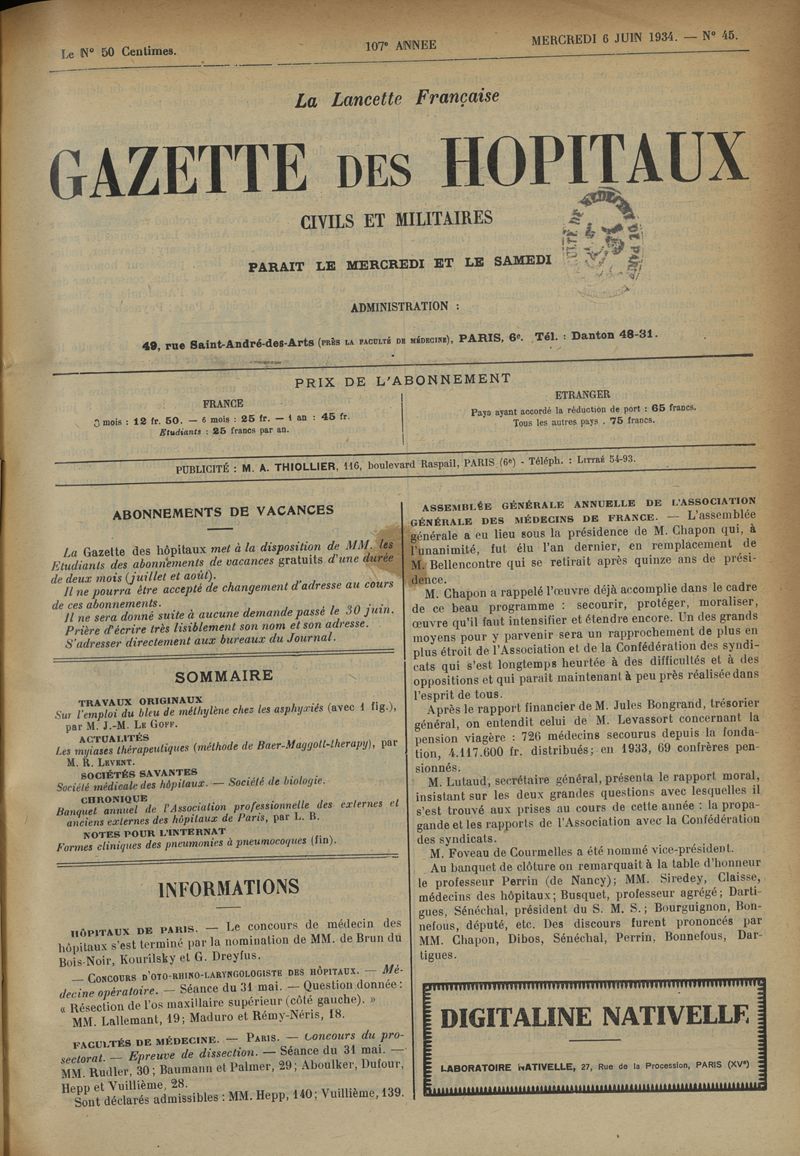 Le Nº 50 Centimes.
107e ANNEE
MERCREDI 6 JUIN 1934. — Nº 45.
La Lancette Française
GAZETTE DES HOPITAUX
CIVILS ET MILITAIRES
PARAIT LE MERCREDI ET LE SAMEDI
ADMINISTRATION :
49, rue Saint-André-des-Arts (PRÈS LA FACULTÉ DE MÉDECINE), PARIS, 6e. Tél. : Danton 48-31.
PRIX DE L'ABONNEMENT
FRANCE
3 mois : 12 fr. 50. — 6 mois : 25 fr. — 1 an : 45 fr.
Etudiants : 25 francs par an.
ETRANGER
Pays ayant accordé la réduction de port : 65 francs.
Tous les autres pays . 75 francs.
PUBLICITÉ : M. A. THIOLLIER, 116, boulevard Raspail, PARIS (6e) - Téléph. : LITTRÉ 54-93.
ABONNEMENTS DE VACANCES
La Gazette des hôpitaux met à la disposition de MM. les
Etudiants des abonnements de vacances gratuits d'une durée
de deux mois (juillet et août).
Il ne pourra être accepté de changement d'adresse au cours
de ces abonnements.
Il ne sera donné suite à aucune demande passé le 30 juin.
Prière d'écrire très lisiblement son nom et son adresse.
S'adresser directement aux bureaux du Journal.
SOMMAIRE
TRAVAUX ORIGINAUX
Sur l'emploi du bleu de méthylène chez les asphyxiés (avec 1 fig.),
par M. J.-M. LE GOFF.
ACTUALITÉS
Les myiases thérapeutiques (méthode de Baer-Maggott-therapy), par
M. R. LEVENT.
SOCIÉTÉS SAVANTES
Société médicale des hôpitaux. — Société de biologie.
CHRONIQUE
Banquet annuel de l'Association professionnelle des externes et
anciens externes des hôpitaux de Paris, par L. B.
NOTES POUR L'INTERNAT
Formes cliniques des pneumonies à pneumocoques (fin).
INFORMATIONS
HÔPITAUX DE PARIS. — Le concours de médecin des
hôpitaux s'est terminé par la nomination de MM. de Brun du
Bois-Noir, Kourilsky et G. Dreyfus.
— CONCOURS D'OTO-RHINO-LARYNGOLOGISTE DES HÔPITAUX. — Mé-
decine opératoire. — Séance du 31 mai. — Question donnée :
« Résection de l'os maxillaire supérieur (côté gauche). »
MM. Lallemant, 19; Maduro et Rémy-Néris, 18.
FACULTÉS DE MÉDECINE. — PARIS. — Concours du pro-
sectorat. — Epreuve de dissection. — Séance du 31 mai. —
MM. Rudler, 30; Baumann et Palmer, 29; Aboulker, Dufour,
Hepp et Vuillième, 28.
Sont déclarés admissibles : MM. Hepp, 140; Vuillième, 139.
ASSEMBLÉE GÉNÉRALE ANNUELLE DE L'ASSOCIATION
GÉNÉRALE DES MÉDECINS DE FRANCE. — L'assemblée
générale a eu lieu sous la présidence de M. Chapon qui, à
l'unanimité, fut élu l'an dernier, en remplacement de
M. Bellencontre qui se retirait après quinze ans de prési-
dence.
M. Chapon a rappelé l'œuvre déjà accomplie dans le cadre
de ce beau programme : secourir, protéger, moraliser,
œuvre qu'il faut intensifier et étendre encore. Un des grands
moyens pour y parvenir sera un rapprochement de plus en
plus étroit de l'Association et de la Confédération des syndi-
cats qui s'est longtemps heurtée à des difficultés et à des
oppositions et qui parait maintenant à peu près réalisée dans
l'esprit de tous.
Après le rapport financier de M. Jules Bongrand, trésorier
général, on entendit celui de M. Levassort concernant la
pension viagère : 726 médecins secourus depuis la fonda-
tion, 4.117.600 fr. distribués; en 1933, 69 confrères pen-
sionnés.
M. Lutaud, secrétaire général, présenta le rapport moral,
insistant sur les deux grandes questions avec lesquelles il
s'est trouvé aux prises au cours de cette année : la propa-
gande et les rapports de l'Association avec la Confédération
des syndicats.
M. Foveau de Courmelles a été nommé vice-président.
Au banquet de clôture on remarquait à la table d'honneur
le professeur Perrin (de Nancy); MM. Siredey, Claisse,
médecins des hôpitaux; Busquet, professeur agrégé; Darti-
gues, Sénéchal, président du S. M. S.; Bourguignon, Bon-
nefous, député, etc. Des discours furent prononcés par
MM. Chapon, Dibos, Sénéchal, Perrin, Bonnefous, Dar-
tigues.
DIGITALINE NATIVELLE
LABORATOIRE NATIVELLE, 27, Rue de la Procession, PARIS (XVe)